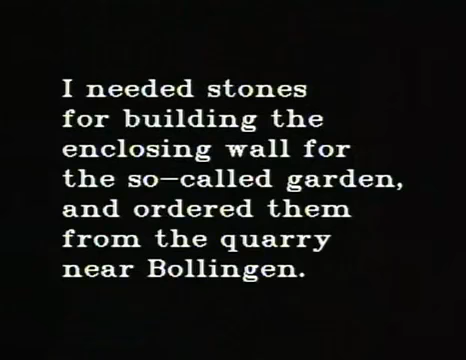 I needed stones
for building the
enclosing wall for
the so—called garden,
and ordered them
from the quarry
near Bollingen.